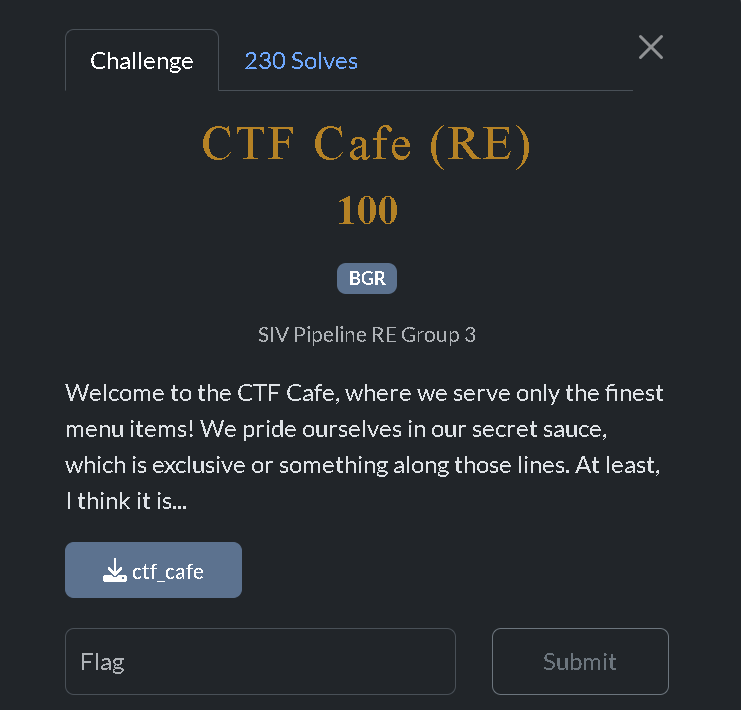 Challenge
230 Solves
CTF Cafe (RE)
100
BGR
SIV Pipeline RE Group 3
Welcome to the CTF Cafe, where we serve only the finest
menu items! We pride ourselves in our secret sauce,
which is exclusive or something along those lines. At least,
I think it is...
ctf_cafe
Flag
Submit